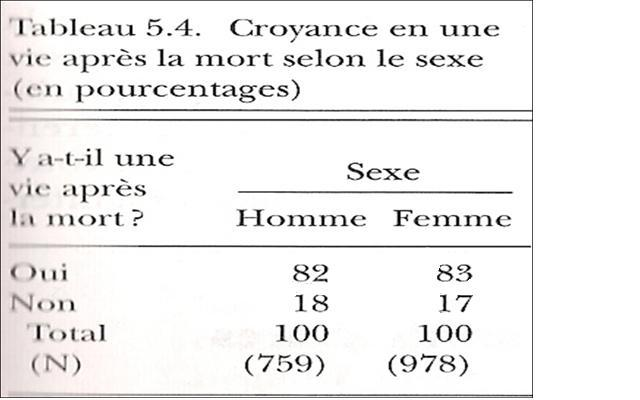 Tableau 5.4. Croyance en une
vie après la mort selon le sexe
(en pourcentages)
Y a-t-il une
vie après
la mort ?
Sexe
Homme Femme
Oui 82 83
Non 18 17
Total 100 100
(N) (759) (978)